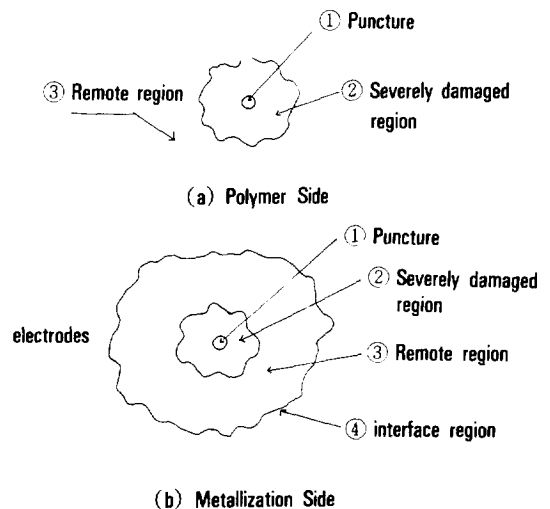 ① Puncture
③ Remote region
② Severely damaged
region
(a) Polymer Side
① Puncture
② Severely damaged
region
electrodes
③ Remote region
④ interface region
(b) Metallization Side